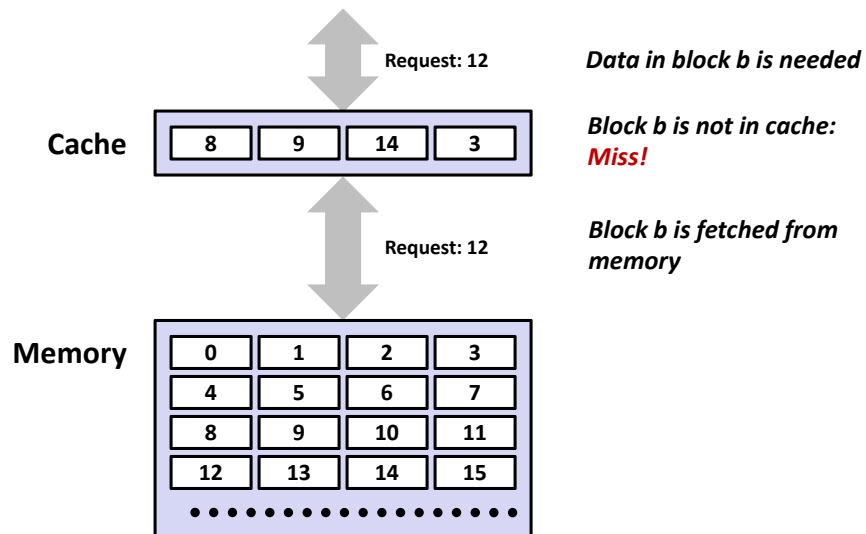 Request: 12
Data in block b is needed
Cache
8 9 14 3
Block b is not in cache:
Miss!
Request: 12
Block b is fetched from
memory
Memory
0 1 2 3
4 5 6 7
8 9 10 11
12 13 14 15